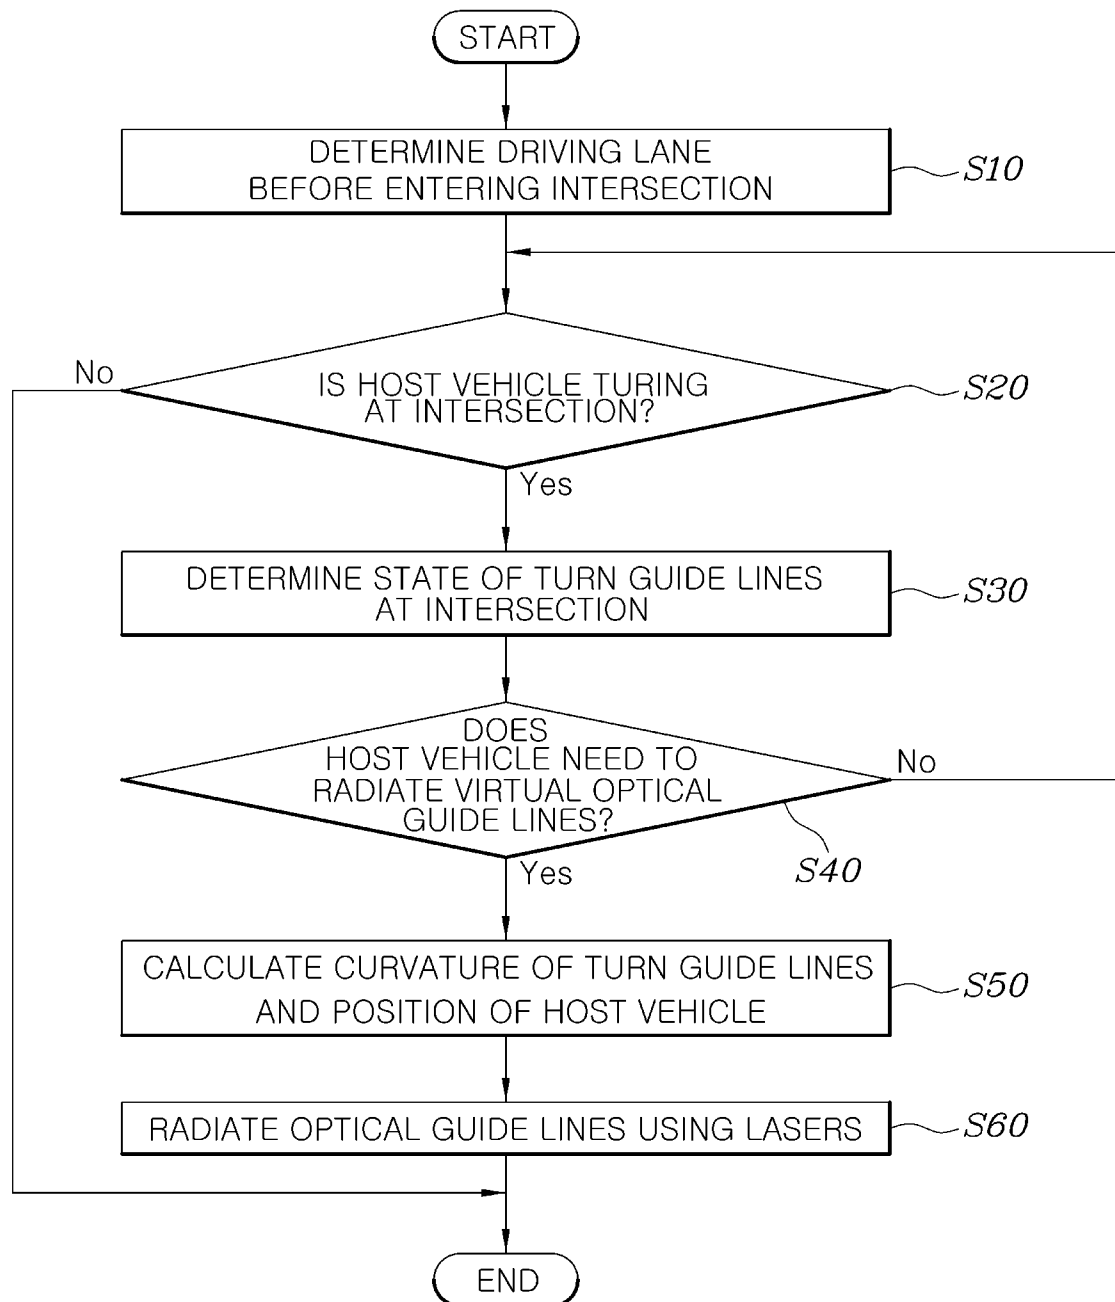 START
DETERMINE DRIVING LANE
BEFORE ENTERING INTERSECTION
S10
No
IS HOST VEHICLE TURING
AT INTERSECTION?
S20
Yes
DETERMINE STATE OF TURN GUIDE LINES
AT INTERSECTION
S30
DOES
HOST VEHICLE NEED TO
RADIATE VIRTUAL OPTICAL
GUIDE LINES?
No
S40
Yes
CALCULATE CURVATURE OF TURN GUIDE LINES
AND POSITION OF HOST VEHICLE
S50
RADIATE OPTICAL GUIDE LINES USING LASERS
S60
END